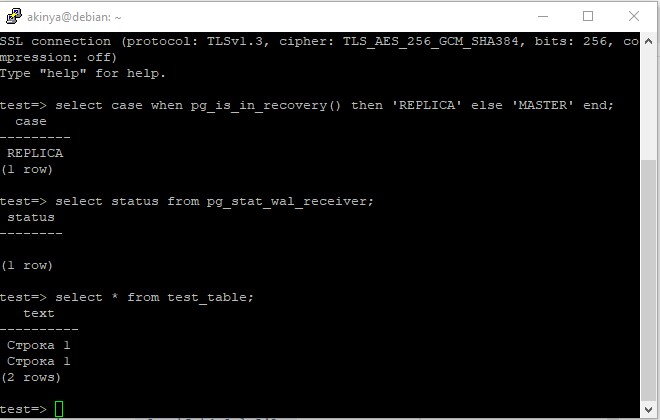 akinya@debian: ~
SSL connection (protocol: TLSv1.3, cipher: TLS_AES_256_GCM_SHA384, bits: 256, co
mpression: off)
Type "help" for help.
test=> select case when pg_is_in_recovery() then 'REPLICA' else 'MASTER' end;
case
---------
REPLICA
(1 row)
test=> select status from pg_stat_wal_receiver;
status
--------
(1 row)
test=> select * from test_table;
text
----------
Строка 1
Строка 1
(2 rows)
test=>